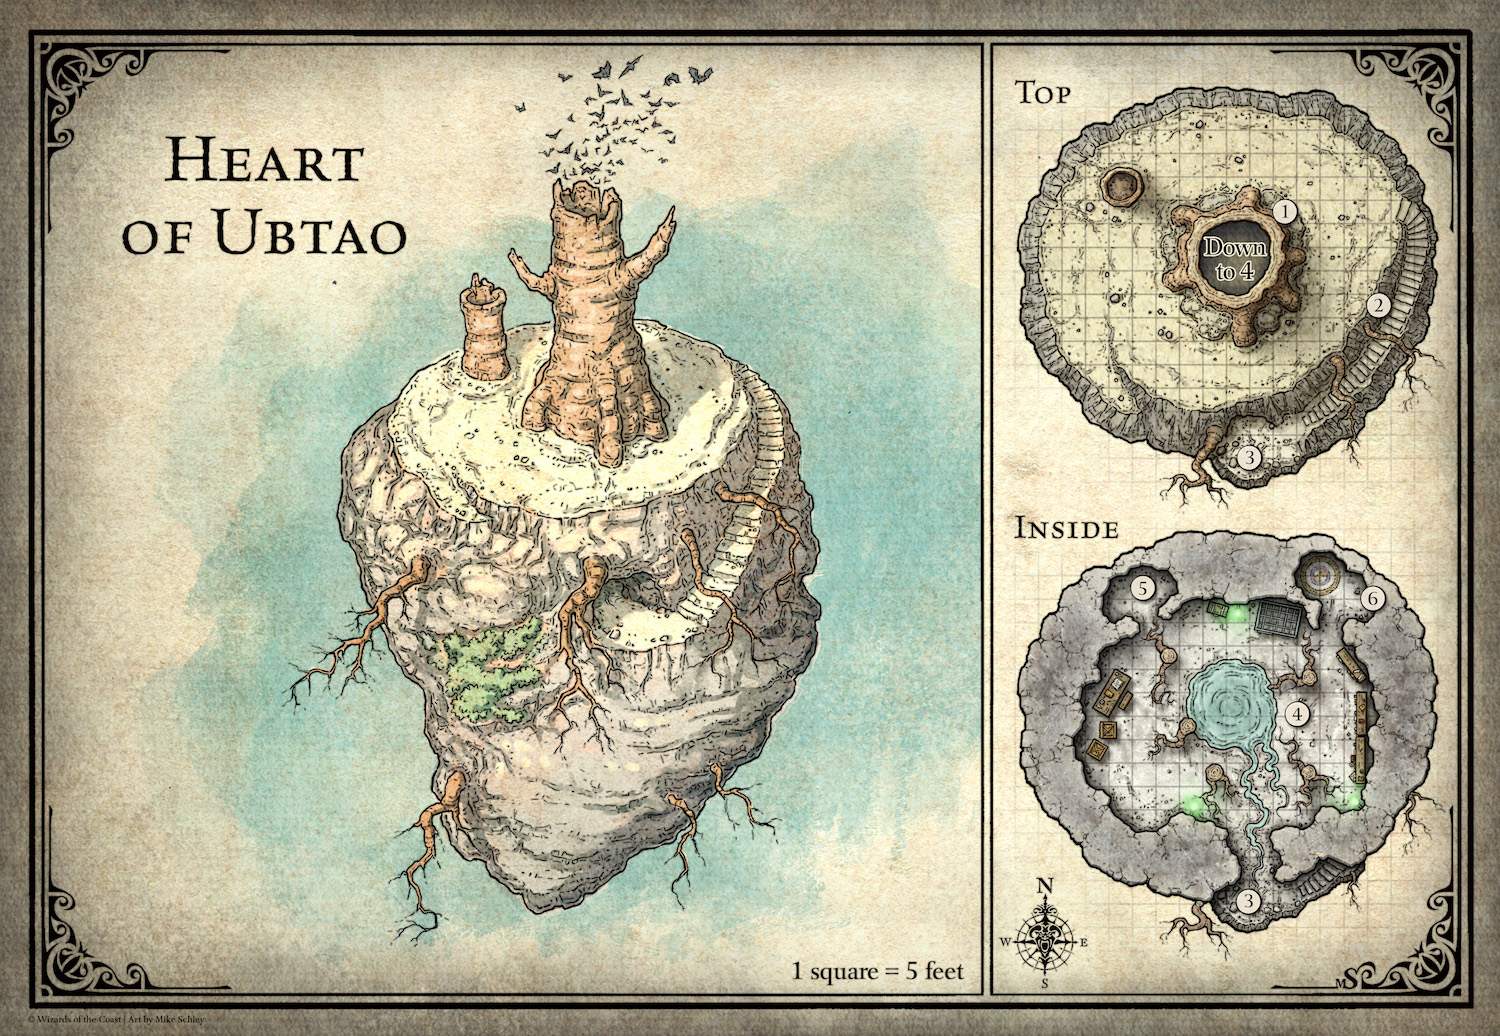 Heart
of Ubtao
1 square = 5 feet
Top
1
Down
to 4
2
3
Inside
5
6
4
3
N
W
E
S
MS
© Wizards of the Coast | Art by Mike Schley